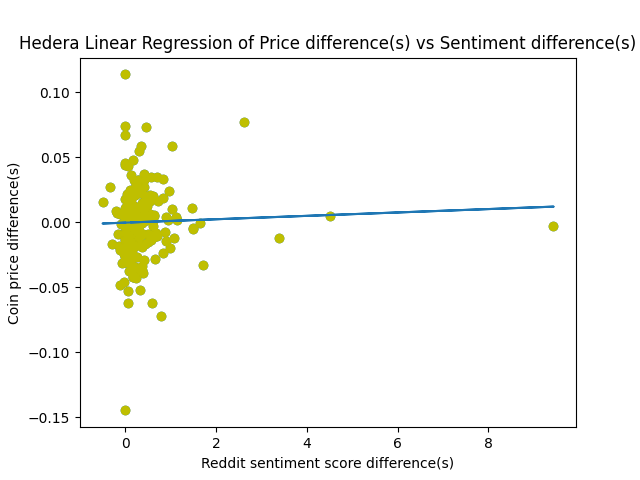 Hedera Linear Regression of Price difference(s) vs Sentiment difference(s)
Coin price difference(s)
0.10
0.05
0.00
−0.05
−0.10
−0.15
0 2 4 6 8
Reddit sentiment score difference(s)